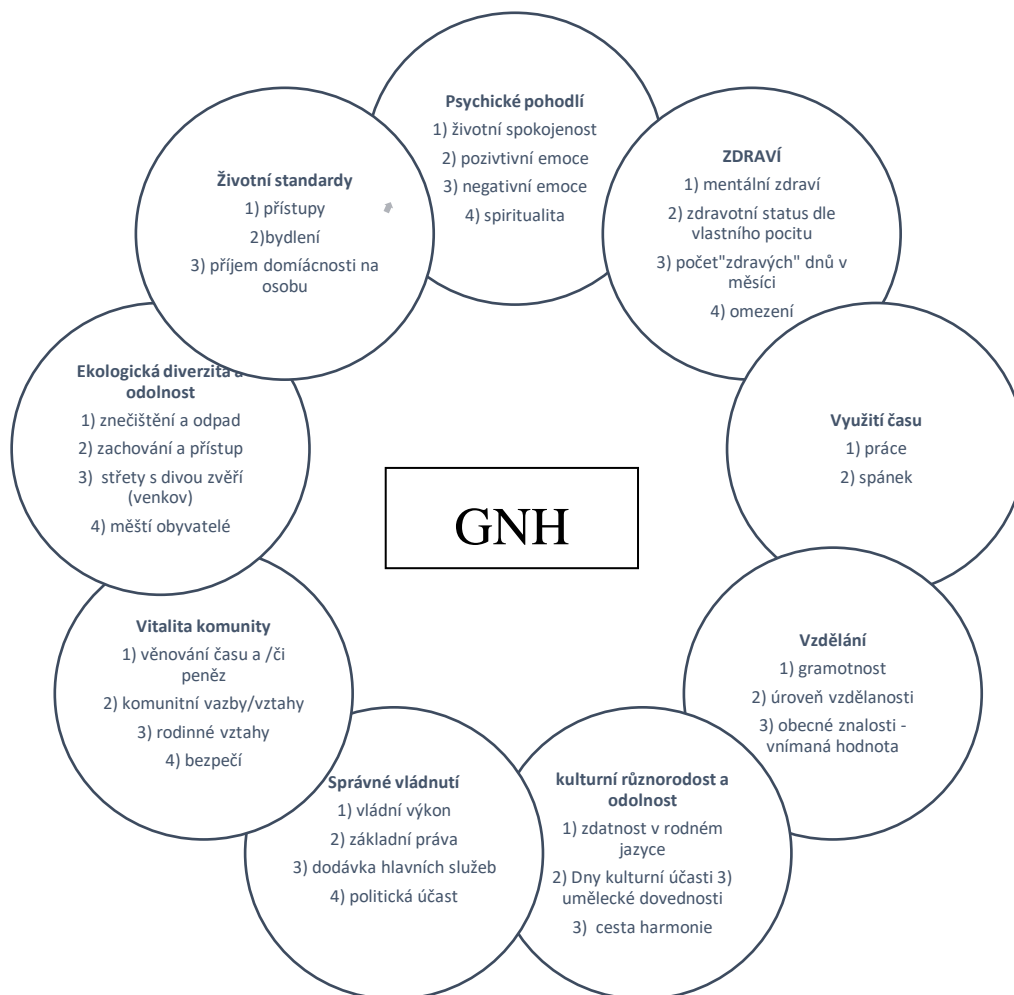 Psychické pohodlí
1) životní spokojenost
2) pozivtivní emoce
3) negativní emoce
4) spiritualita
ZDRAVÍ
1) mentální zdraví
2) zdravotní status dle
vlastního pocitu
3) počet"zdravých" dnů v
měsíci
4) omezení
Využití času
1) práce
2) spánek
Vzdělání
1) gramotnost
2) úroveň vzdělanosti
3) obecné znalosti -
vnímaná hodnota
kulturní různorodost a
odolnost
1) zdatnost v rodném
jazyce
2) Dny kulturní účasti 3)
umělecké dovednosti
3) cesta harmonie
Správné vládnutí
1) vládní výkon
2) základní práva
3) dodávka hlavních služeb
4) politická účast
Vitalita komunity
1) věnování času a /či
peněz
2) komunitní vazby/vztahy
3) rodinné vztahy
4) bezpečí
Ekologická diverzita a
odolnost
1) znečištění a odpad
2) zachování a přístup
3) střety s divou zvěří
(venkov)
4) měští obyvatelé
Životní standardy
1) přístupy
2)bydlení
3) příjem domíácnosti na
osobu
GNH